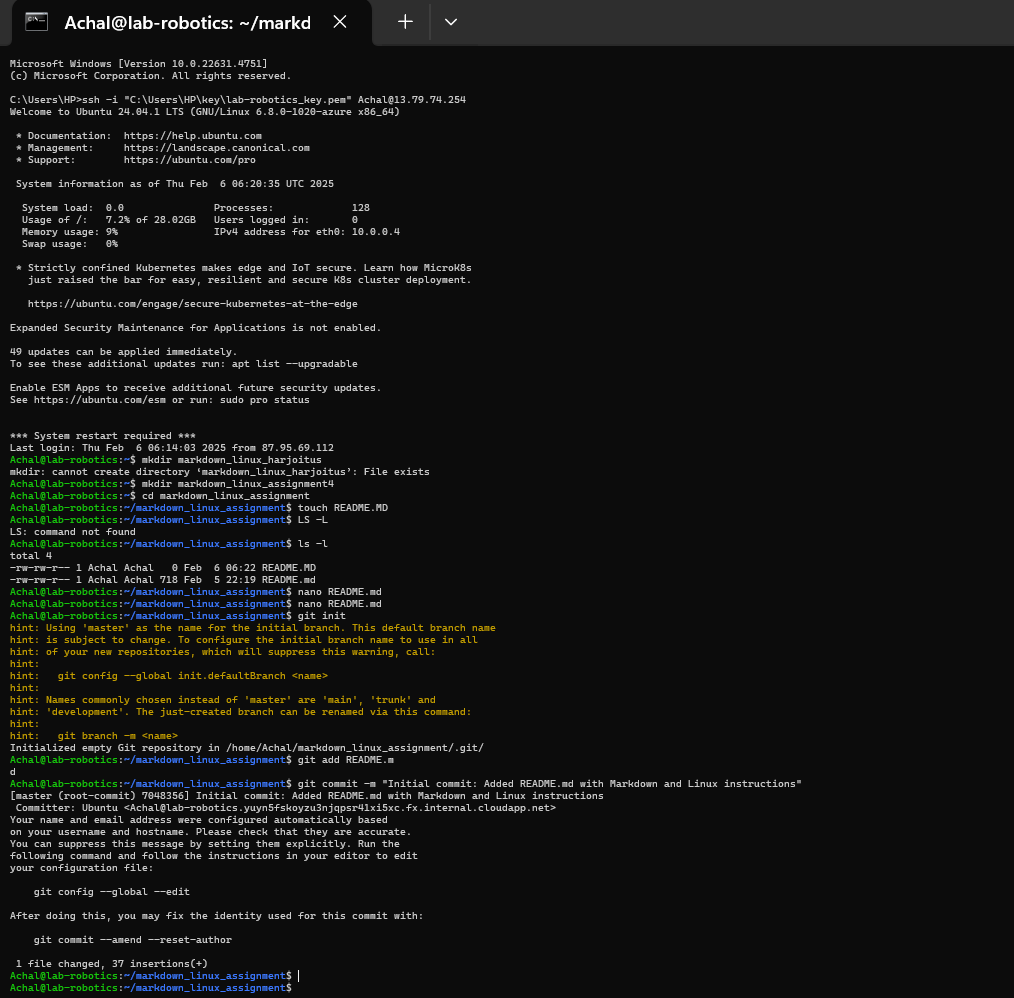 Achal@lab-robotics: ~/markd
Microsoft Windows [Version 10.0.22631.4751]
(c) Microsoft Corporation. All rights reserved.
C:\Users\HP>ssh -i "C:\Users\HP\key\lab-robotics_key.pem" Achal@13.79.74.254
Welcome to Ubuntu 24.04.1 LTS (GNU/Linux 6.8.0-1020-azure x86_64)
* Documentation:  https://help.ubuntu.com
* Management:     https://landscape.canonical.com
* Support:        https://ubuntu.com/pro
System information as of Thu Feb  6 06:20:35 UTC 2025
System load:  0.0               Processes:             128
Usage of /:   7.2% of 28.02GB   Users logged in:       0
Memory usage: 9%                IPv4 address for eth0: 10.0.0.4
Swap usage:   0%
* Strictly confined Kubernetes makes edge and IoT secure. Learn how MicroK8s
just raised the bar for easy, resilient and secure K8s cluster deployment.
https://ubuntu.com/engage/secure-kubernetes-at-the-edge
Expanded Security Maintenance for Applications is not enabled.
49 updates can be applied immediately.
To see these additional updates run: apt list --upgradable
Enable ESM Apps to receive additional future security updates.
See https://ubuntu.com/esm or run: sudo pro status
*** System restart required ***
Last login: Thu Feb  6 06:14:03 2025 from 87.95.69.112
Achal@lab-robotics:~$ mkdir markdown_linux_harjoitus
mkdir: cannot create directory ‘markdown_linux_harjoitus’: File exists
Achal@lab-robotics:~$ mkdir markdown_linux_assignment4
Achal@lab-robotics:~$ cd markdown_linux_assignment
Achal@lab-robotics:~/markdown_linux_assignment$ touch README.MD
Achal@lab-robotics:~/markdown_linux_assignment$ LS -L
LS: command not found
Achal@lab-robotics:~/markdown_linux_assignment$ ls -l
total 4
-rw-rw-r-- 1 Achal Achal   0 Feb  6 06:22 README.MD
-rw-rw-r-- 1 Achal Achal 718 Feb  5 22:19 README.md
Achal@lab-robotics:~/markdown_linux_assignment$ nano README.md
Achal@lab-robotics:~/markdown_linux_assignment$ nano README.md
Achal@lab-robotics:~/markdown_linux_assignment$ git init
hint: Using 'master' as the name for the initial branch. This default branch name
hint: is subject to change. To configure the initial branch name to use in all
hint: of your new repositories, which will suppress this warning, call:
hint:
hint:   git config --global init.defaultBranch <name>
hint:
hint: Names commonly chosen instead of 'master' are 'main', 'trunk' and
hint: 'development'. The just-created branch can be renamed via this command:
hint:
hint:   git branch -m <name>
Initialized empty Git repository in /home/Achal/markdown_linux_assignment/.git/
Achal@lab-robotics:~/markdown_linux_assignment$ git add README.m
d
Achal@lab-robotics:~/markdown_linux_assignment$ git commit -m "Initial commit: Added README.md with Markdown and Linux instructions"
[master (root-commit) 7048356] Initial commit: Added README.md with Markdown and Linux instructions
Committer: Ubuntu <Achal@lab-robotics.yuyn5fskoyzu3njqpsr41xi5xc.fx.internal.cloudapp.net>
Your name and email address were configured automatically based
on your username and hostname. Please check that they are accurate.
You can suppress this message by setting them explicitly. Run the
following command and follow the instructions in your editor to edit
your configuration file:
git config --global --edit
After doing this, you may fix the identity used for this commit with:
git commit --amend --reset-author
1 file changed, 37 insertions(+)
Achal@lab-robotics:~/markdown_linux_assignment$
Achal@lab-robotics:~/markdown_linux_assignment$